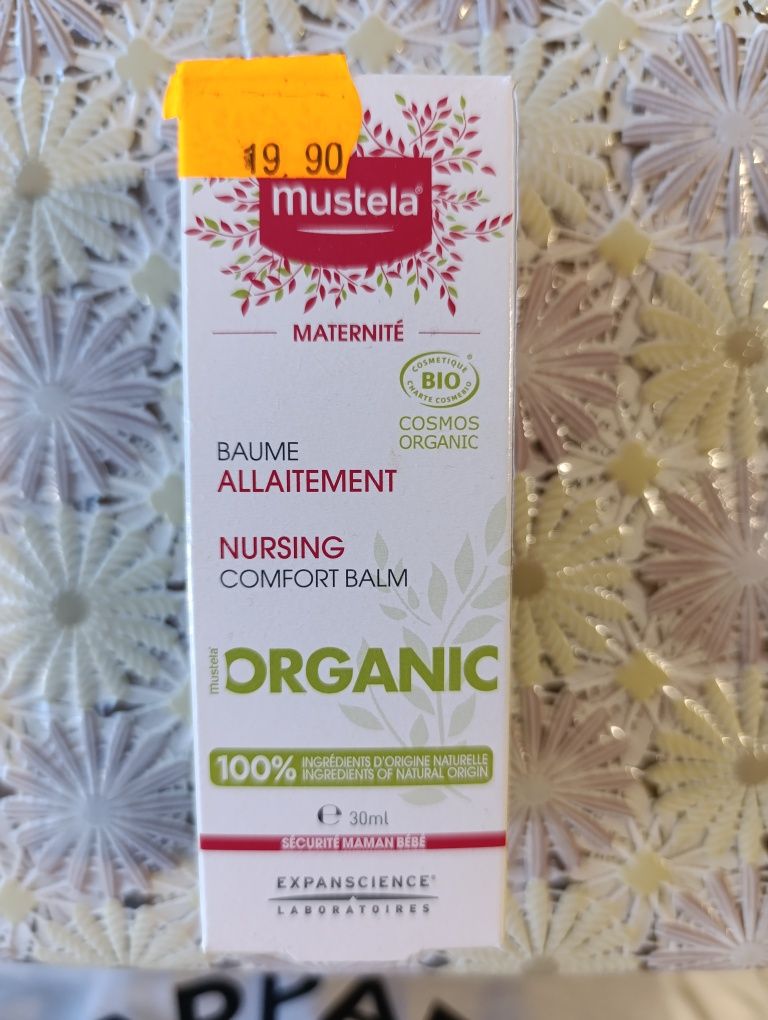 19.90
mustela®
MATERNITÉ
COSMETIQUE
BIO®
CHARTE COSMEBIO
COSMOS
ORGANIC
BAUME
ALLAITEMENT
NURSING
COMFORT BALM
mustela®
ORGANIC
100% INGRÉDIENTS D'ORIGINE NATURELLE
INGREDIENTS OF NATURAL ORIGIN
℮ 30ml
SÉCURITÉ MAMAN BÉBÉ
EXPANSCIENCE®
LABORATOIRES